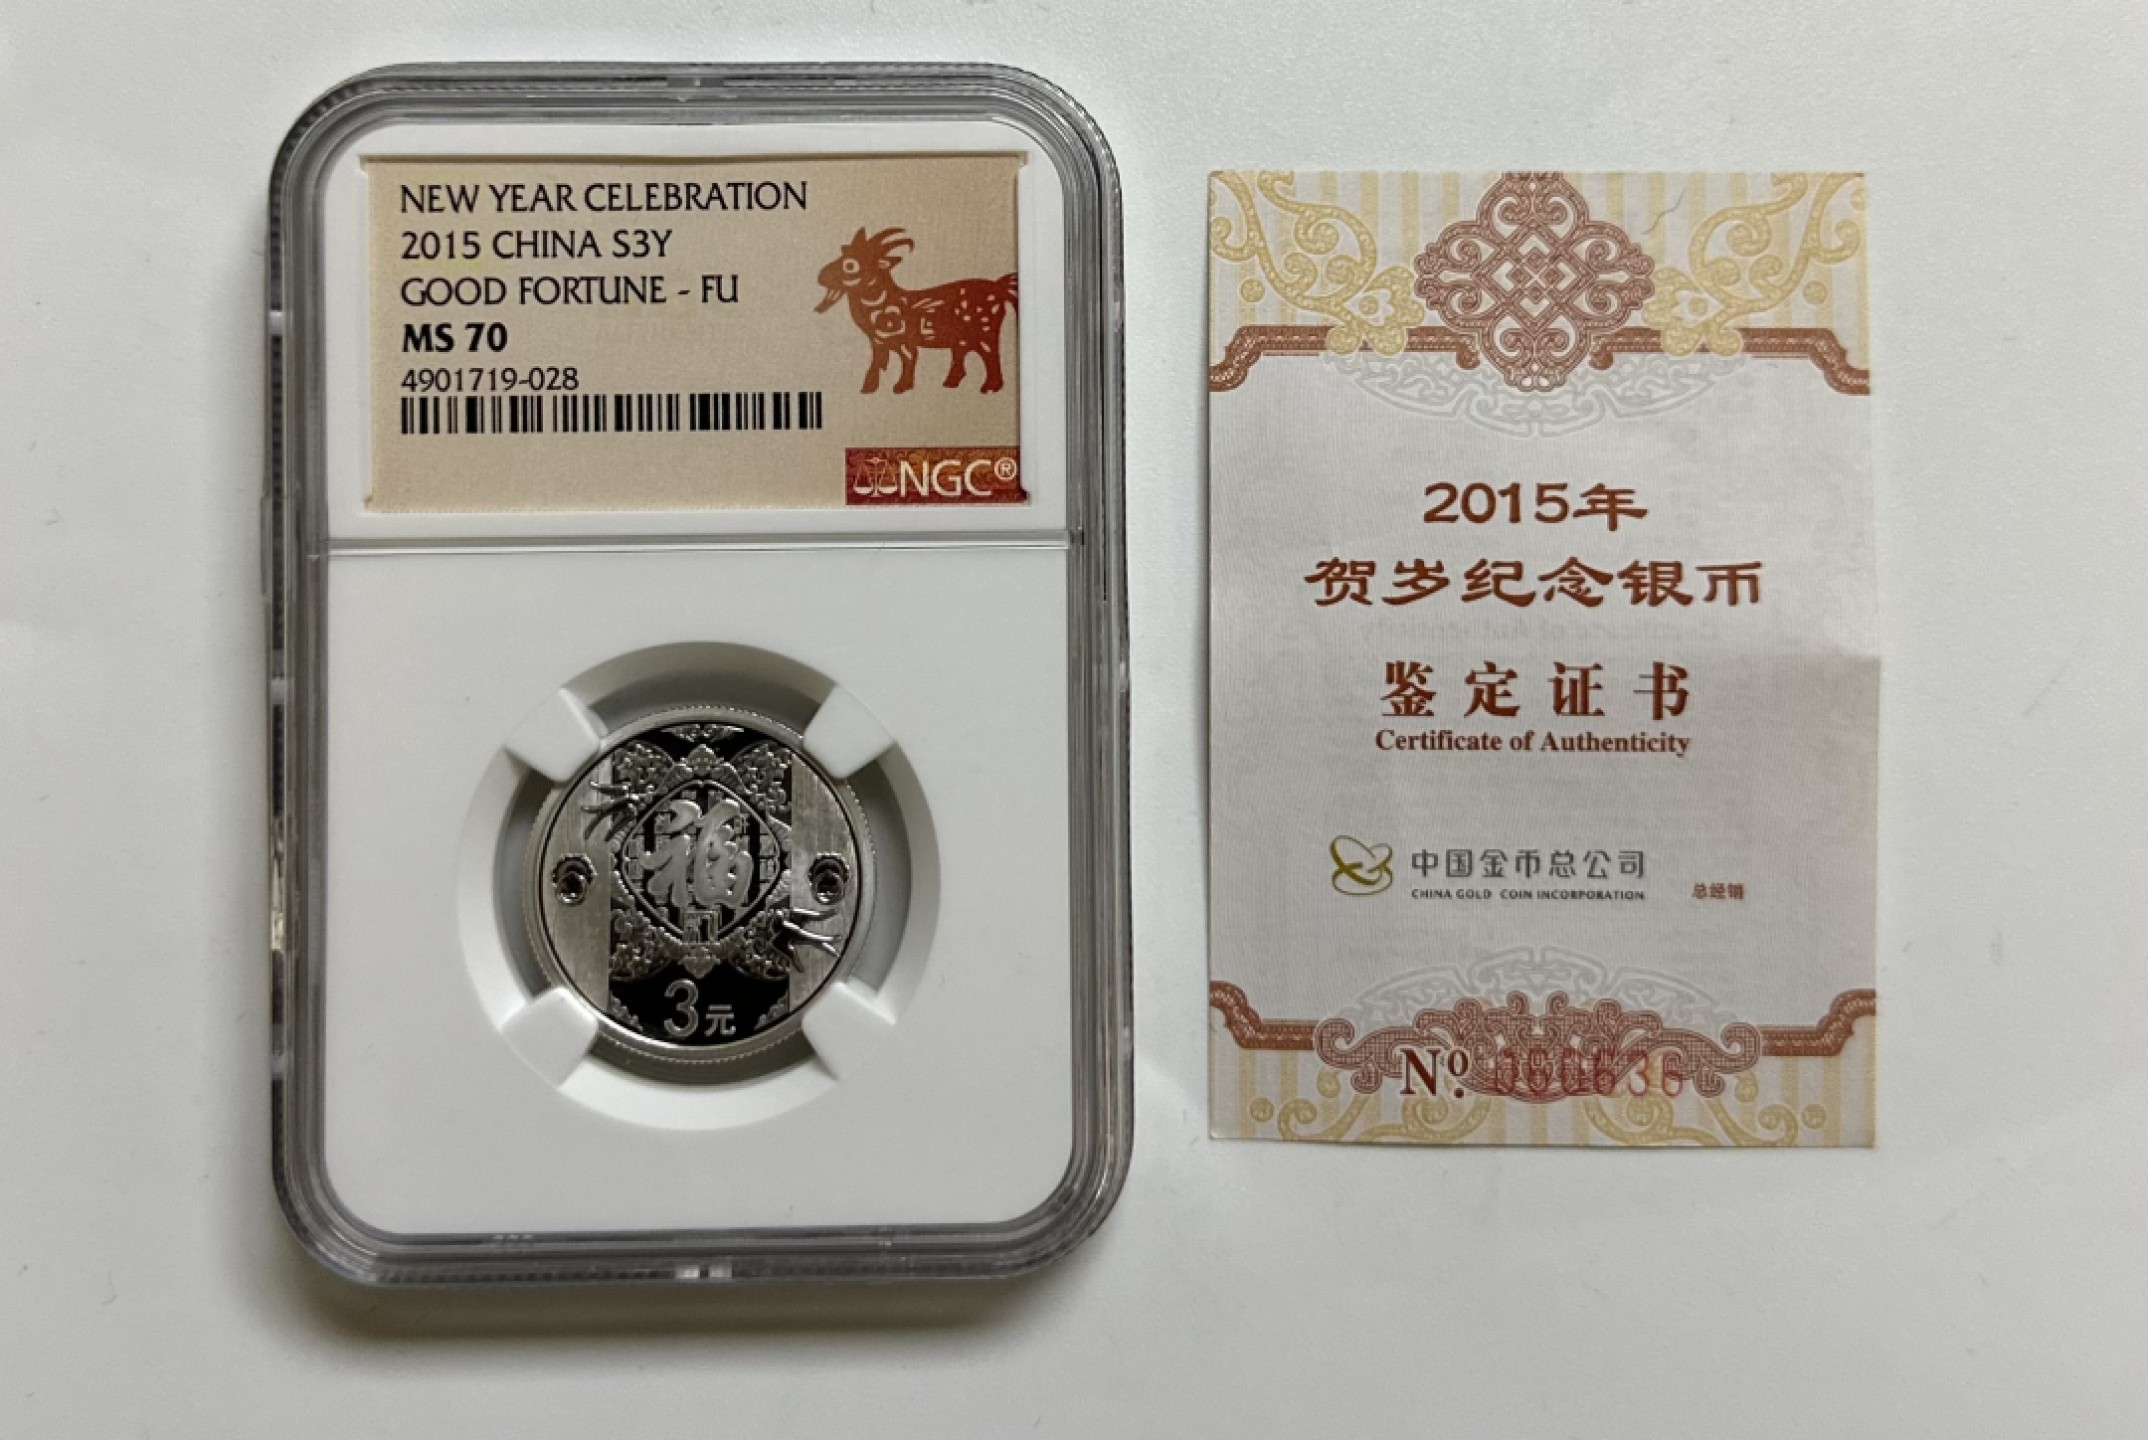 NEW YEAR CELEBRATION
2015 CHINA S3Y
GOOD FORTUNE - FU
MS 70
4901719-028
NGC®
福
3元
2015年
贺岁纪念银币
鉴定证书
Certificate of Authenticity
中国金币总公司
CHINA GOLD COIN INCORPORATION
总经销
Nº. 080636